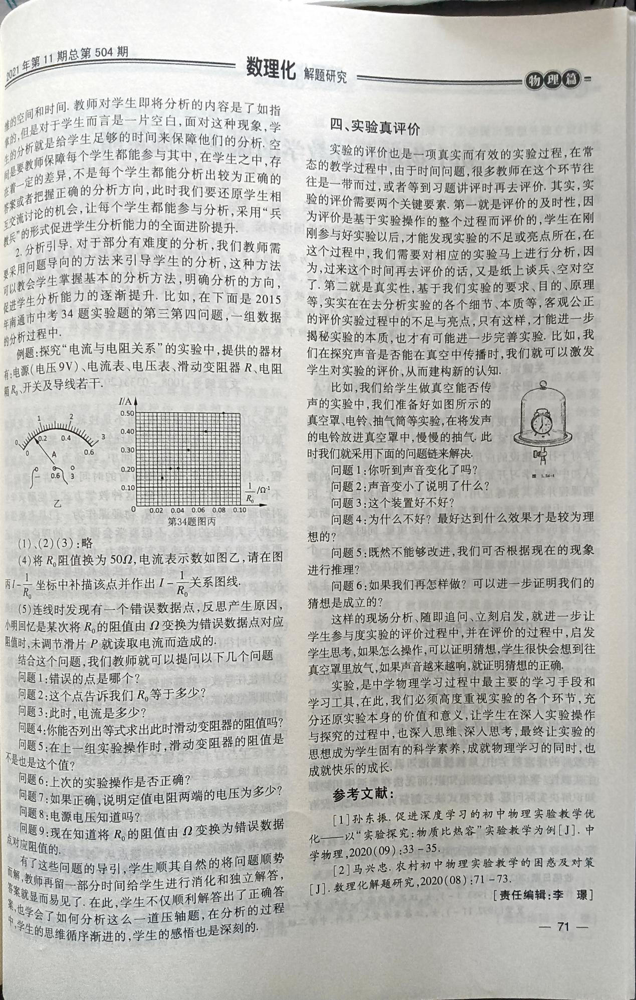 2021年第11期总第504期
数理化 解题研究
物理篇
维的空间和时间. 教师对学生即将分析的内容是了如指
掌的,但是对于学生而言是一片空白,面对这种现象,学
生的分析就是给学生足够的时间来保障他们的分析. 空
间是要教师保障每个学生都能参与其中,在学生之中,存
在着一定的差异,不是每个学生都能分析出较为正确的
答案或者把握正确的分析方向,此时我们要还原学生相
互交流讨论的机会,让每个学生都能参与分析,采用“兵
教兵”的形式促进学生分析能力的全面进阶提升.
2. 分析引导. 对于部分有难度的分析,我们教师需
要采用问题导向的方法来引导学生的分析,这种方法
可以教会学生掌握基本的分析方法,明确分析的方向,
促进学生分析能力的逐渐提升. 比如,在下面是 2015
年南通市中考 34 题实验题的第三第四问题,一组数据
的分析过程中.
例题:探究“电流与电阻关系”的实验中,提供的器材
有:电源(电压9V)、电流表、电压表、滑动变阻器 R、电阻
箱 R₀、开关及导线若干.
0 1 2 3
0 0.2 0.4 0.6
A
− 0.6 3
乙
I/A
0.50
0.40
0.30
0.20
0.10
0 0.02 0.04 0.06 0.08 0.10
1/R₀ /Ω⁻¹
第34题图丙
(1)、(2)(3):略
(4)将 R₀阻值换为 50Ω,电流表示数如图乙,请在图
丙I-1/R₀ 坐标中补描该点并作出 I-1/R₀关系图线.
(5)连线时发现有一个错误数据点,反思产生原因,
小明回忆是某次将 R₀的阻值由 Ω 变换为错误数据点对应
阻值时,未调节滑片 P 就读取电流而造成的.
结合这个问题,我们教师就可以提问以下几个问题
问题1:错误的点是哪个?
问题2:这个点告诉我们 R₀等于多少?
问题3:此时,电流是多少?
问题4:你能否列出等式求出此时滑动变阻器的阻值吗?
问题5:在上一组实验操作时,滑动变阻器的阻值是
不是也是这个值?
问题6:上次的实验操作是否正确?
问题7:如果正确,说明定值电阻两端的电压为多少?
问题8:电源电压知道吗?
问题9:现在知道将 R₀的阻值由 Ω 变换为错误数据
点对应阻值的.
有了这些问题的导引,学生顺其自然的将问题顺势
而解,教师再留一部分时间给学生进行消化和独立解答,
答案就显而易见了. 在此,学生不仅顺利解答出了正确答
案,也学会了如何分析这么一道压轴题,在分析的过程
中,学生的思维循序渐进的,学生的感悟也是深刻的.
四、实验真评价
实验的评价也是一项真实而有效的实验过程,在常
态的教学过程中,由于时间问题,很多教师在这个环节往
往是一带而过,或者等到习题讲评时再去评价. 其实,实
验的评价需要两个关键要素. 第一就是评价的及时性,因
为评价是基于实验操作的整个过程而评价的,学生在刚
刚参与好实验以后,才能发现实验的不足或亮点所在,在
这个过程中,我们需要对相应的实验马上进行分析,因
为,过来这个时间再去评价的话,又是纸上谈兵、空对空
了. 第二就是真实性,基于我们实验的要求、目的、原理
等,实实在在去分析实验的各个细节、本质等,客观公正
的评价实验过程中的不足与亮点,只有这样,才能进一步
揭秘实验的本质,也才有可能进一步完善实验. 比如,我
们在探究声音是否能在真空中传播时,我们就可以激发
学生对实验的评价,从而建构新的认知.
比如,我们给学生做真空能否传
声的实验中,我们准备好如图所示的
真空罩、电铃、抽气筒等实验,在将发声
的电铃放进真空罩中,慢慢的抽气. 此
时我们就采用下面的问题链来解决.
图 1.34-4
问题1:你听到声音变化了吗?
问题2:声音变小了说明了什么?
问题3:这个装置好不好?
问题4:为什么不好? 最好达到什么效果才是较为理
想的?
问题5:既然不能够改进,我们可否根据现在的现象
进行推理?
问题6:如果我们再怎样做? 可以进一步证明我们的
猜想是成立的?
这样的现场分析、随即追问、立刻启发,就进一步让
学生参与度实验的评价过程中,并在评价的过程中,启发
学生思考,如果怎么操作,可以证明猜想,学生很快会想到往
真空罩里放气,如果声音越来越响,就证明猜想的正确.
实验,是中学物理学习过程中最主要的学习手段和
学习工具,在此,我们必须高度重视实验的各个环节,充
分还原实验本身的价值和意义,让学生在深入实验操作
与探究的过程中,也深入思维、深入思考,最终让实验的
思想成为学生固有的科学素养,成就物理学习的同时,也
成就快乐的成长.
参考文献:
[1]孙东振. 促进深度学习的初中物理实验教学优
化——以“实验探究:物质比热容”实验教学为例[J]. 中
学物理,2020(09):33-35.
[2]马兴忠. 农村初中物理实验教学的困惑及对策
[J]. 数理化解题研究,2020(08):71-73.
[责任编辑:李 璟]
— 71 —